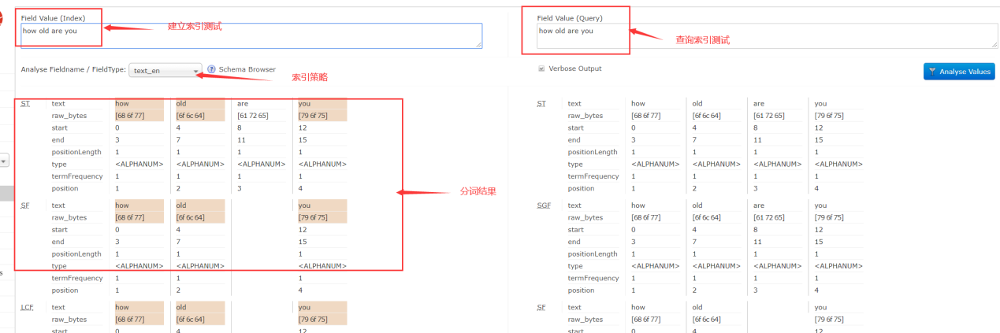 Field Value (Index)
how old are you
建立索引测试
Field Value (Query)
how old are you
查询索引测试
Analyse Fieldname / FieldType: text_en ? Schema Browser
索引策略
Verbose Output
Analyse Values
ST text how old are you
raw_bytes [68 6f 77] [6f 6c 64] [61 72 65] [79 6f 75]
start 0 4 8 12
end 3 7 11 15
positionLength 1 1 1 1
type <ALPHANUM> <ALPHANUM> <ALPHANUM> <ALPHANUM>
termFrequency 1 1 1 1
position 1 2 3 4
分词结果
SF text how old you
raw_bytes [68 6f 77] [6f 6c 64] [79 6f 75]
start 0 4 12
end 3 7 15
positionLength 1 1 1
type <ALPHANUM> <ALPHANUM> <ALPHANUM>
termFrequency 1 1 1
position 1 2 4
LCF text how old you
raw_bytes [68 6f 77] [6f 6c 64] [79 6f 75]
start 0 4 12
ST text how old are you
raw_bytes [68 6f 77] [6f 6c 64] [61 72 65] [79 6f 75]
start 0 4 8 12
end 3 7 11 15
positionLength 1 1 1 1
type <ALPHANUM> <ALPHANUM> <ALPHANUM> <ALPHANUM>
termFrequency 1 1 1 1
position 1 2 3 4
SGF text how old are you
raw_bytes [68 6f 77] [6f 6c 64] [61 72 65] [79 6f 75]
start 0 4 8 12
end 3 7 11 15
positionLength 1 1 1 1
type <ALPHANUM> <ALPHANUM> <ALPHANUM> <ALPHANUM>
termFrequency 1 1 1 1
position 1 2 3 4
SF text how old you
raw_bytes [68 6f 77] [6f 6c 64] [79 6f 75]
start 0 4 12